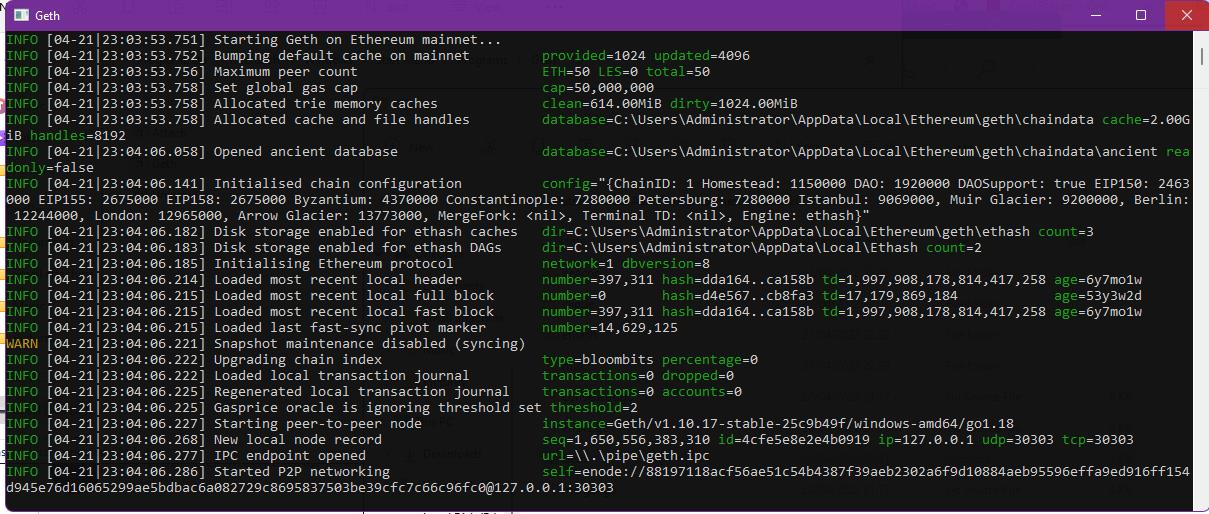 Geth
INFO [04-21|23:03:53.751] Starting Geth on Ethereum mainnet...
INFO [04-21|23:03:53.752] Bumping default cache on mainnet         provided=1024 updated=4096
INFO [04-21|23:03:53.756] Maximum peer count                       ETH=50 LES=0 total=50
INFO [04-21|23:03:53.758] Set global gas cap                       cap=50,000,000
INFO [04-21|23:03:53.758] Allocated trie memory caches             clean=614.00MiB dirty=1024.00MiB
INFO [04-21|23:03:53.758] Allocated cache and file handles         database=C:\Users\Administrator\AppData\Local\Ethereum\geth\chaindata cache=2.00G
iB handles=8192
INFO [04-21|23:04:06.058] Opened ancient database                  database=C:\Users\Administrator\AppData\Local\Ethereum\geth\chaindata\ancient rea
donly=false
INFO [04-21|23:04:06.141] Initialised chain configuration          config="{ChainID: 1 Homestead: 1150000 DAO: 1920000 DAOSupport: true EIP150: 2463
000 EIP155: 2675000 EIP158: 2675000 Byzantium: 4370000 Constantinople: 7280000 Petersburg: 7280000 Istanbul: 9069000, Muir Glacier: 9200000, Berlin:
 12244000, London: 12965000, Arrow Glacier: 13773000, MergeFork: <nil>, Terminal TD: <nil>, Engine: ethash}"
INFO [04-21|23:04:06.182] Disk storage enabled for ethash caches   dir=C:\Users\Administrator\AppData\Local\Ethereum\geth\ethash count=3
INFO [04-21|23:04:06.183] Disk storage enabled for ethash DAGs     dir=C:\Users\Administrator\AppData\Local\Ethash count=2
INFO [04-21|23:04:06.185] Initialising Ethereum protocol           network=1 dbversion=8
INFO [04-21|23:04:06.214] Loaded most recent local header          number=397,311 hash=dda164..ca158b td=1,997,908,178,814,417,258 age=6y7mo1w
INFO [04-21|23:04:06.215] Loaded most recent local full block      number=0       hash=d4e567..cb8fa3 td=17,179,869,184            age=53y3w2d
INFO [04-21|23:04:06.215] Loaded most recent local fast block      number=397,311 hash=dda164..ca158b td=1,997,908,178,814,417,258 age=6y7mo1w
INFO [04-21|23:04:06.215] Loaded last fast-sync pivot marker       number=14,629,125
WARN [04-21|23:04:06.221] Snapshot maintenance disabled (syncing)
INFO [04-21|23:04:06.222] Upgrading chain index                    type=bloombits percentage=0
INFO [04-21|23:04:06.222] Loaded local transaction journal         transactions=0 dropped=0
INFO [04-21|23:04:06.225] Regenerated local transaction journal    transactions=0 accounts=0
INFO [04-21|23:04:06.225] Gasprice oracle is ignoring threshold set threshold=2
INFO [04-21|23:04:06.227] Starting peer-to-peer node               instance=Geth/v1.10.17-stable-25c9b49f/windows-amd64/go1.18
INFO [04-21|23:04:06.268] New local node record                    seq=1,650,556,383,310 id=4cfe5e8e2e4b0919 ip=127.0.0.1 udp=30303 tcp=30303
INFO [04-21|23:04:06.277] IPC endpoint opened                      url=\\.\pipe\geth.ipc
INFO [04-21|23:04:06.286] Started P2P networking                   self=enode://88197118acf56ae51c54b4387f39aeb2302a6f9d10884aeb95596effa9ed916ff154
d945e76d16065299ae5bdbac6a082729c8695837503be39cfc7c66c96fc0@127.0.0.1:30303